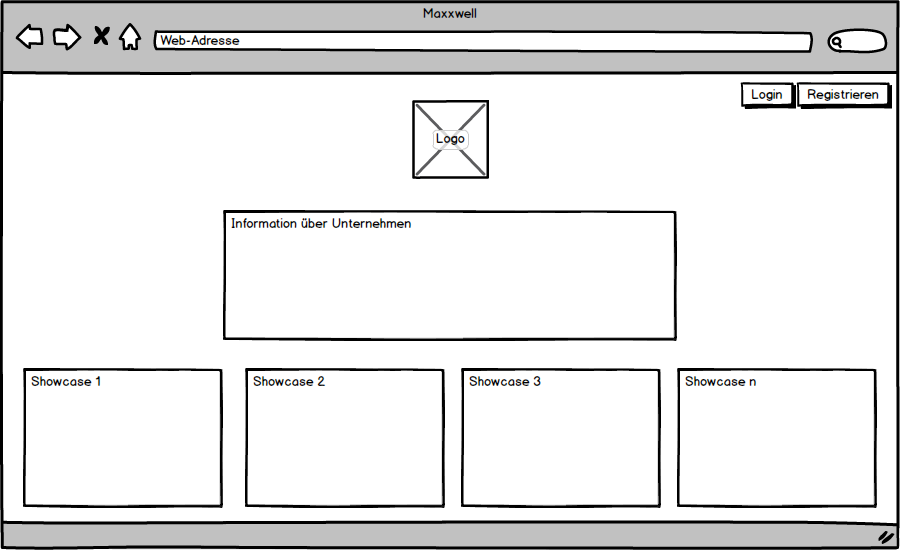 Maxxwell
Web-Adresse
Login
Registrieren
Logo
Information über Unternehmen
Showcase 1
Showcase 2
Showcase 3
Showcase n